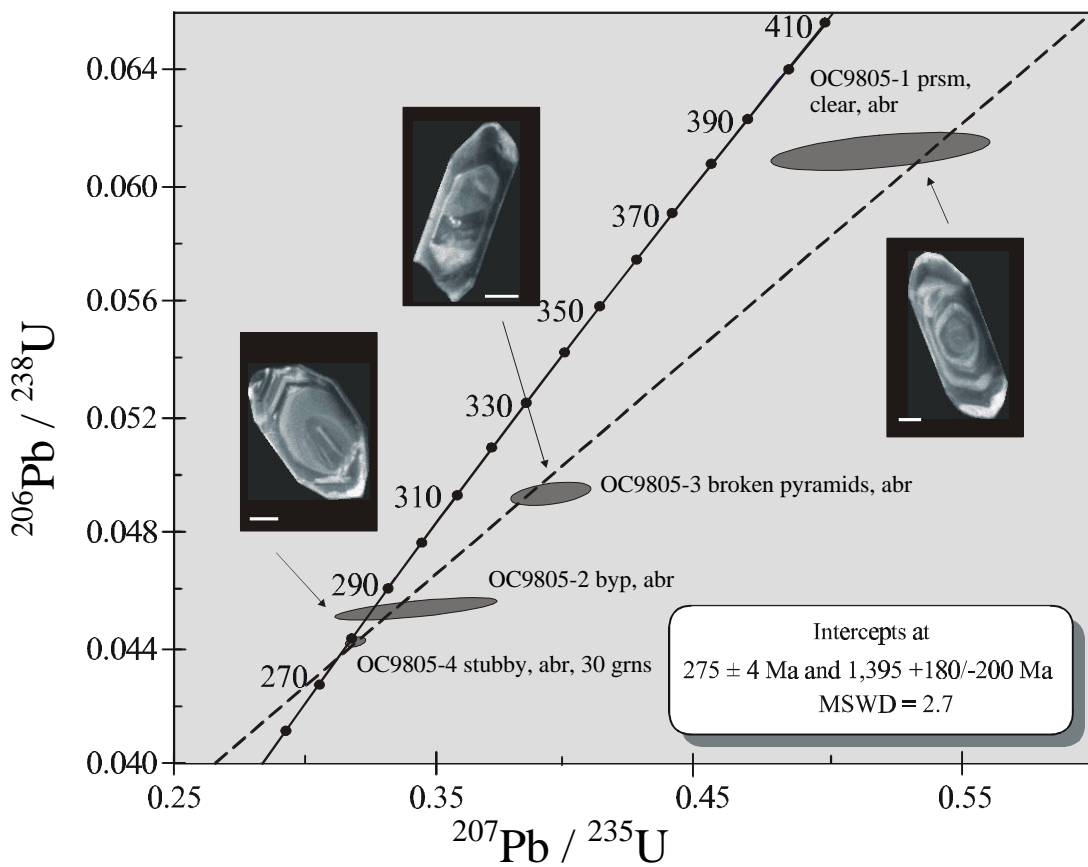 410
0.064
OC9805-1 prsm,
clear, abr
390
0.060
370
0.056
350
²⁰⁶Pb / ²³⁸U
0.052
330
310
OC9805-3 broken pyramids, abr
0.048
290
OC9805-2 byp, abr
0.044
OC9805-4 stubby, abr, 30 grns
270
Intercepts at
275 ± 4 Ma and 1,395 +180/-200 Ma
MSWD = 2.7
0.040
0.25
0.35
0.45
0.55
²⁰⁷Pb / ²³⁵U